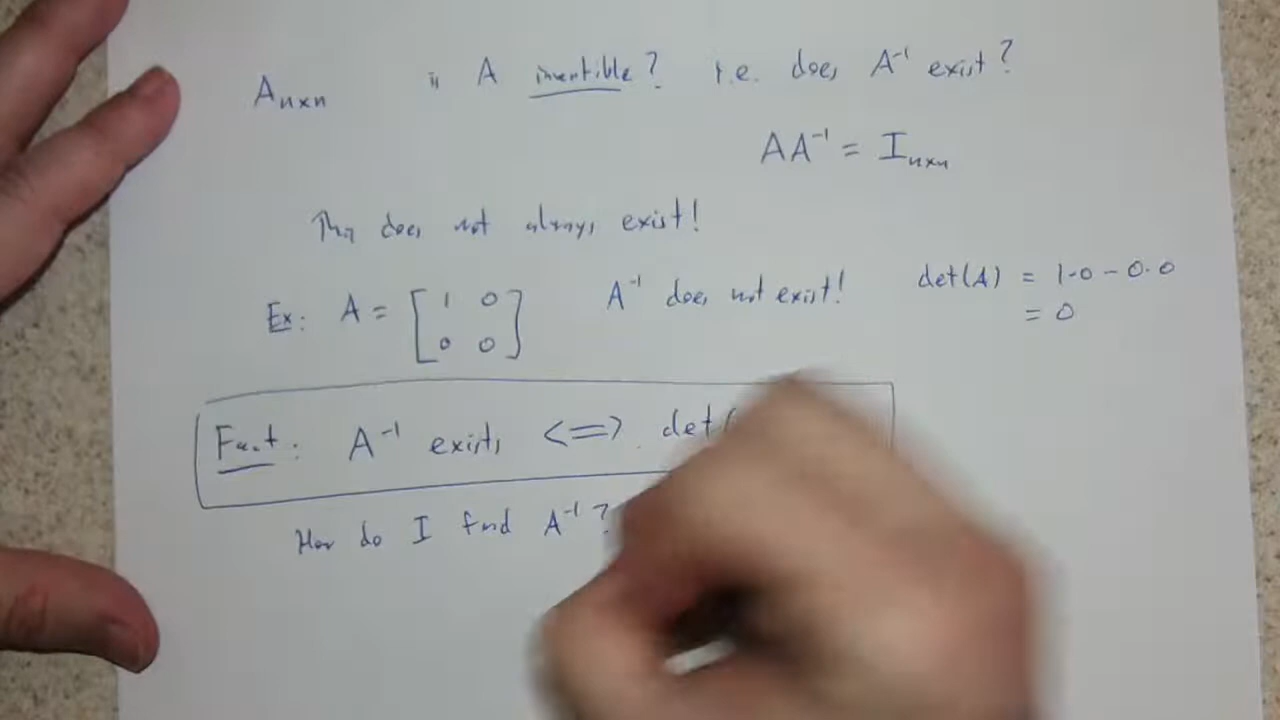 Aₙₓₙ is A invertible? i.e. does A⁻¹ exist?
AA⁻¹ = Iₙₓₙ
This does not always exist!
Ex: A = [1 0
0 0] A⁻¹ does not exist! det(A) = 1·0 - 0·0
= 0
Fact: A⁻¹ exists <=> det(
How do I find A⁻¹?